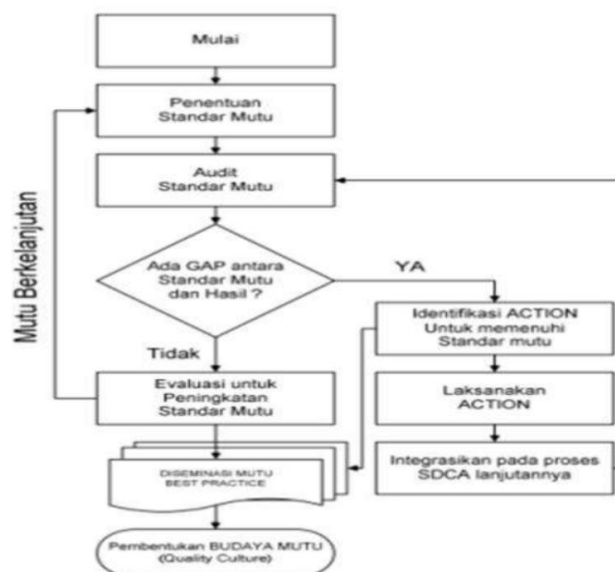 Mulai
Penentuan
Standar Mutu
Audit
Standar Mutu
Mutu Berkelanjutan
Ada GAP antara
Standar Mutu
dan Hasil ?
YA
Tidak
Identifikasi ACTION
Untuk memenuhi
Standar mutu
Evaluasi untuk
Peningkatan
Standar Mutu
Laksanakan
ACTION
DISEMINASI MUTU
BEST PRACTICE
Integrasikan pada proses
SDCA lanjutannya
Pembentukan BUDAYA MUTU
(Quality Culture)